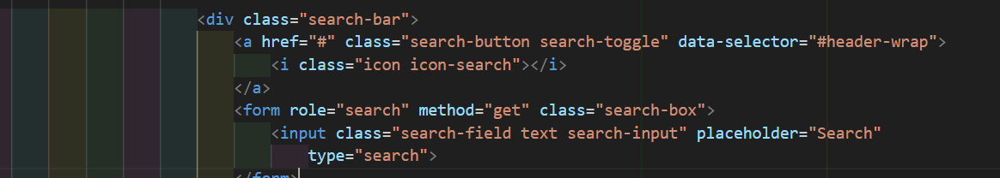 <div class="search-bar">
<a href="#" class="search-button search-toggle" data-selector="#header-wrap">
<i class="icon icon-search"></i>
</a>
<form role="search" method="get" class="search-box">
<input class="search-field text search-input" placeholder="Search"
type="search">
</form>